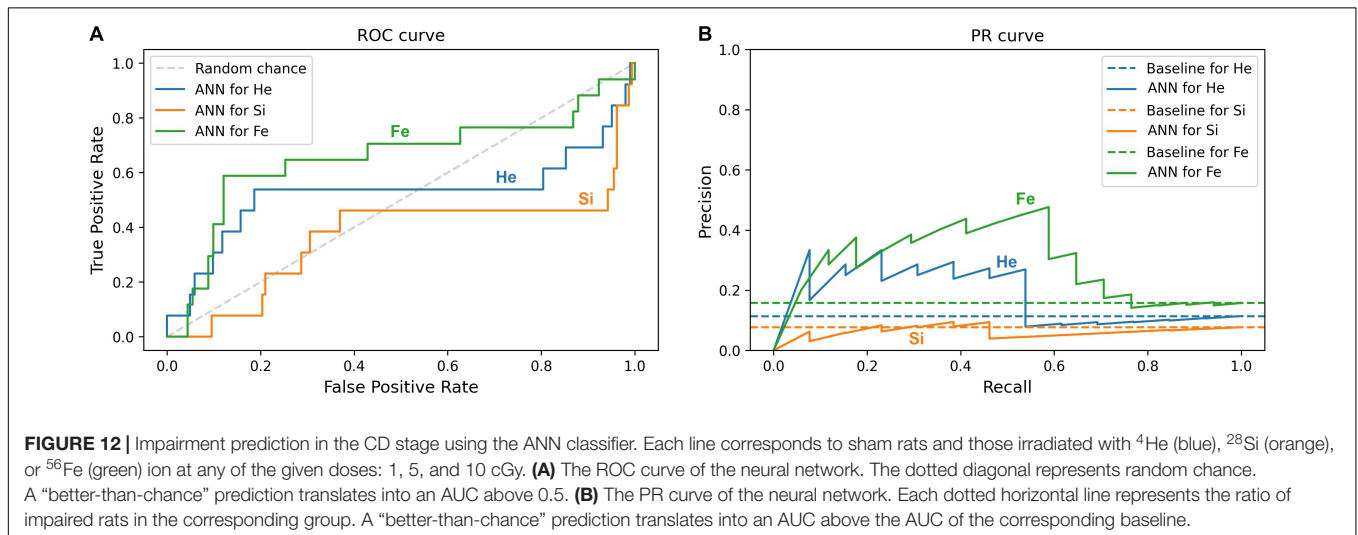 A
ROC curve
Random chance
ANN for He
ANN for Si
ANN for Fe
Fe
He
Si
True Positive Rate
1.0
0.8
0.6
0.4
0.2
0.0
0.0 0.2 0.4 0.6 0.8 1.0
False Positive Rate
B
PR curve
Baseline for He
ANN for He
Baseline for Si
ANN for Si
Baseline for Fe
ANN for Fe
Fe
He
Si
Precision
1.0
0.8
0.6
0.4
0.2
0.0
0.0 0.2 0.4 0.6 0.8 1.0
Recall
FIGURE 12 | Impairment prediction in the CD stage using the ANN classifier. Each line corresponds to sham rats and those irradiated with ⁴He (blue), ²⁸Si (orange),
or ⁵⁶Fe (green) ion at any of the given doses: 1, 5, and 10 cGy. (A) The ROC curve of the neural network. The dotted diagonal represents random chance.
A “better-than-chance” prediction translates into an AUC above 0.5. (B) The PR curve of the neural network. Each dotted horizontal line represents the ratio of
impaired rats in the corresponding group. A “better-than-chance” prediction translates into an AUC above the AUC of the corresponding baseline.